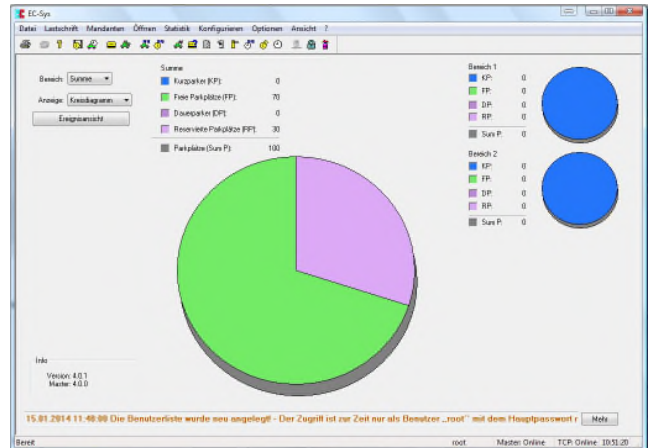 EC-Sys
Datei Lastschrift Mandanten Öffnen Statistik Konfigurieren Optionen Ansicht ?
Bereich: Summe
Anzeige: Kreisdiagramm
Ereignisansicht
Summe
Kurzparker (KP): 0
Freie Parkplätze (FP): 70
Dauerparker (DP): 0
Reservierte Parkplätze (RP): 30
Parkplätze (Sum P): 100
Bereich 1
KP: 0
FP: 0
DP: 0
RP: 0
Sum P: 0
Bereich 2
KP: 0
FP: 0
DP: 0
RP: 0
Sum P: 0
Info
Version: 4.0.1
Master: 4.0.0
15.01.2014 11:48:00 Die Benutzerliste wurde neu angelegt! - Der Zugriff ist zur Zeit nur als Benutzer "root" mit dem Hauptpasswort r
Mehr
Bereit root Master: Online TCP: Online 10:51:20